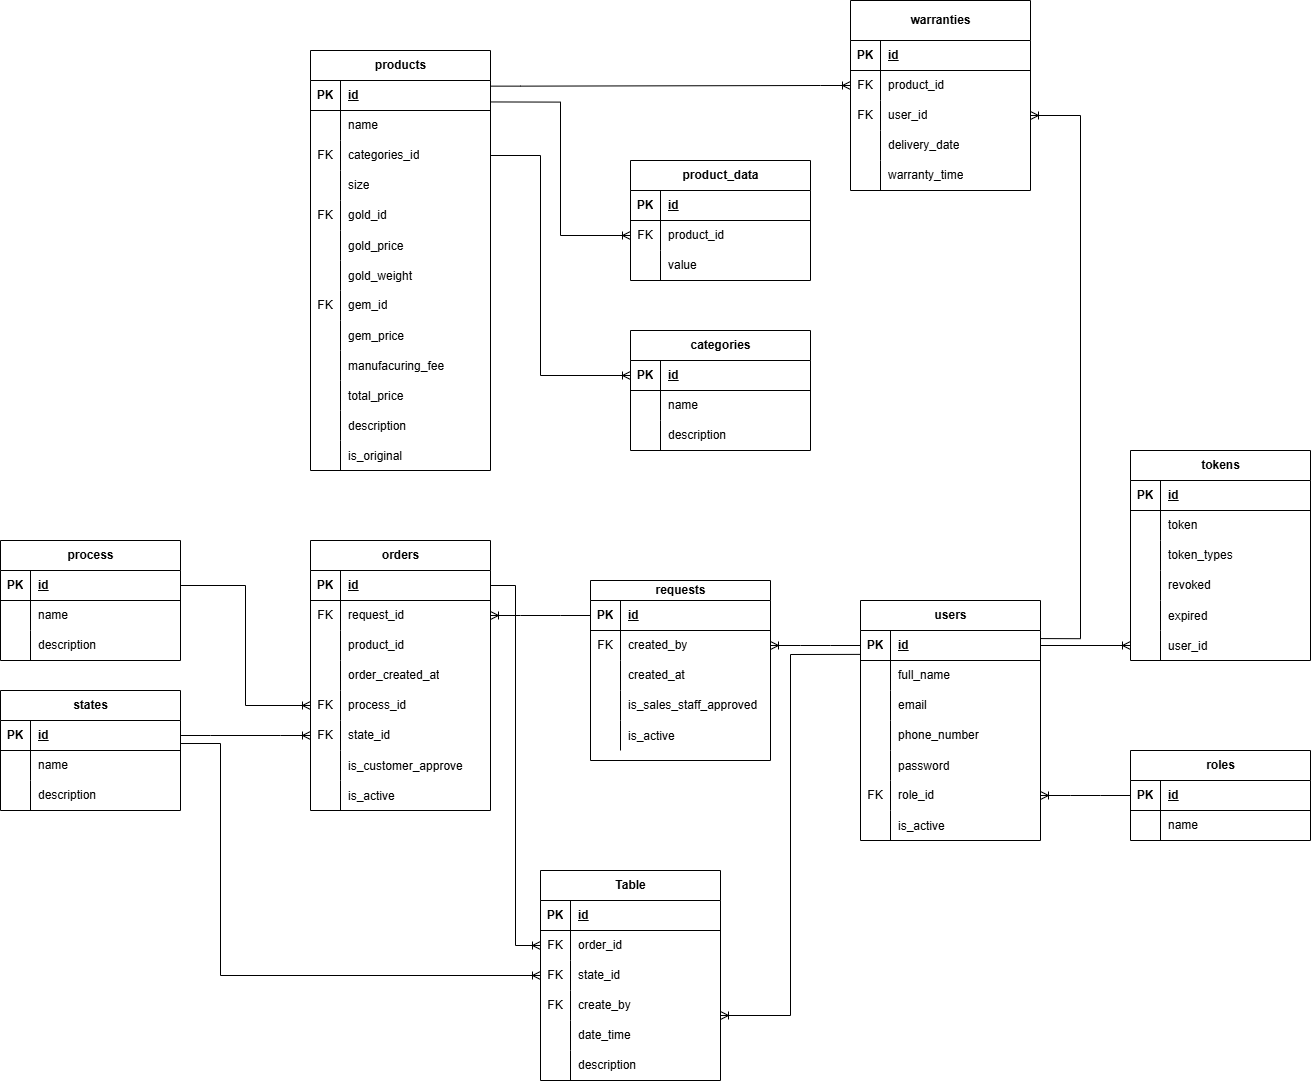 warranties
PK id
FK product_id
FK user_id
delivery_date
warranty_time
products
PK id
name
FK categories_id
size
FK gold_id
gold_price
gold_weight
FK gem_id
gem_price
manufacuring_fee
total_price
description
is_original
product_data
PK id
FK product_id
value
categories
PK id
name
description
tokens
PK id
token
token_types
revoked
expired
user_id
process
PK id
name
description
orders
PK id
FK request_id
product_id
order_created_at
FK process_id
FK state_id
is_customer_approve
is_active
requests
PK id
FK created_by
created_at
is_sales_staff_approved
is_active
users
PK id
full_name
email
phone_number
password
FK role_id
is_active
states
PK id
name
description
roles
PK id
name
Table
PK id
FK order_id
FK state_id
FK create_by
date_time
description